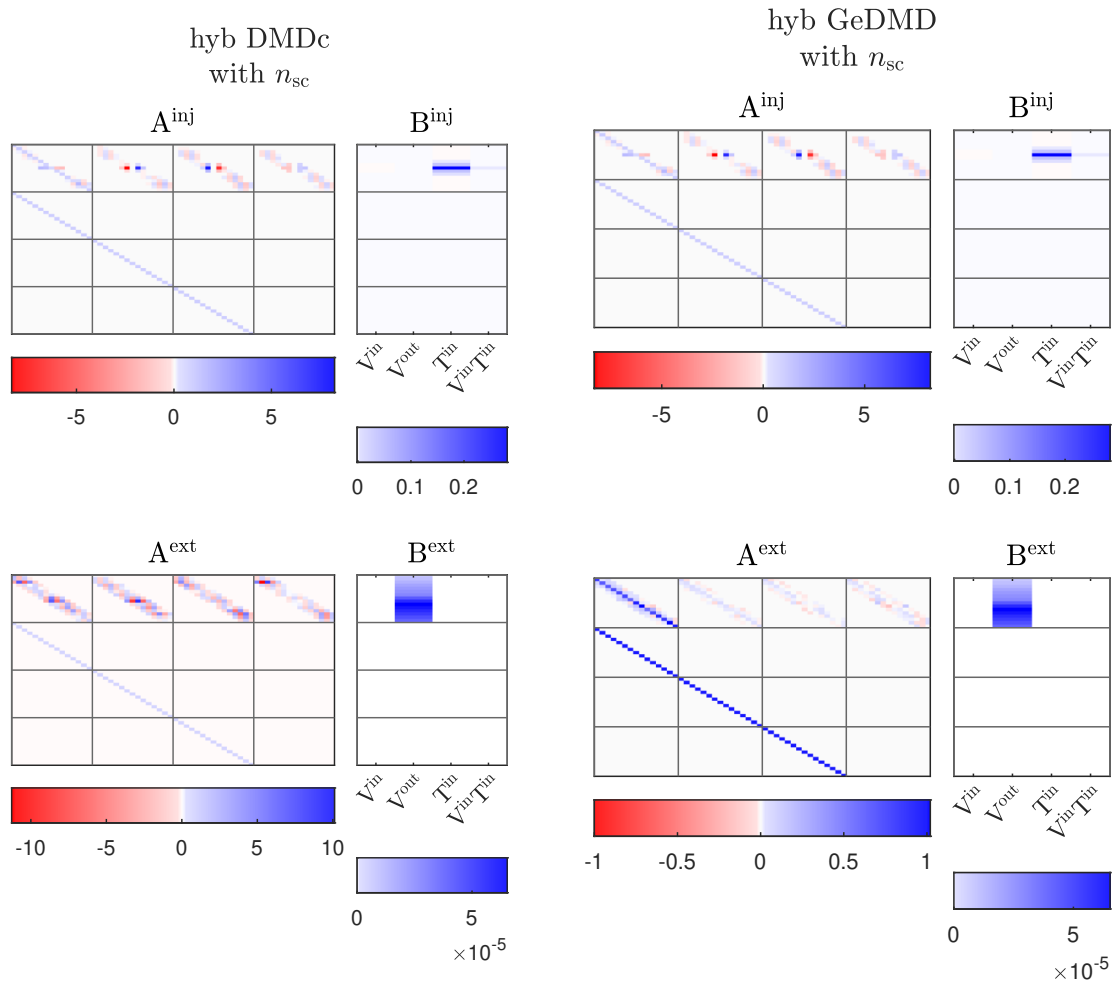 hyb DMDc
with n_sc
hyb GeDMD
with n_sc
A^inj
B^inj
V^in
V^out
T^in
V^in T^in
-5
0
5
0
0.1
0.2
A^inj
B^inj
V^in
V^out
T^in
V^in T^in
-5
0
5
0
0.1
0.2
A^ext
B^ext
V^in
V^out
T^in
V^in T^in
-10
-5
0
5
10
0
5
×10^-5
A^ext
B^ext
V^in
V^out
T^in
V^in T^in
-1
-0.5
0
0.5
1
0
5
×10^-5